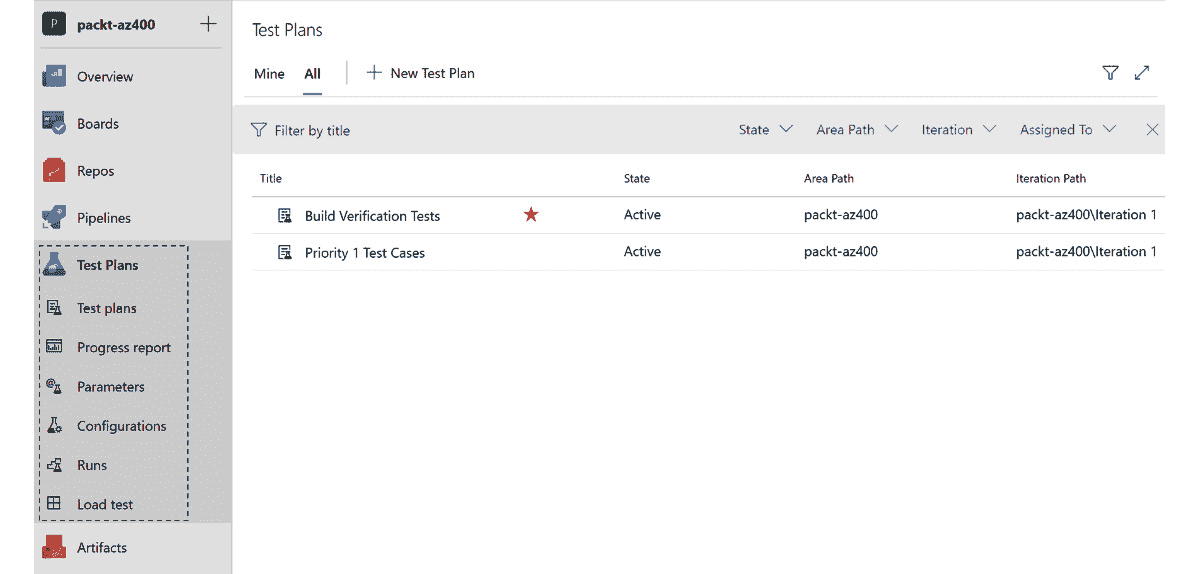 P packt-az400 +
Overview
Boards
Repos
Pipelines
Test Plans
Test plans
Progress report
Parameters
Configurations
Runs
Load test
Artifacts
Test Plans
Mine All + New Test Plan
Filter by title State Area Path Iteration Assigned To
Title State Area Path Iteration Path
Build Verification Tests Active packt-az400 packt-az400\Iteration 1
Priority 1 Test Cases Active packt-az400 packt-az400\Iteration 1